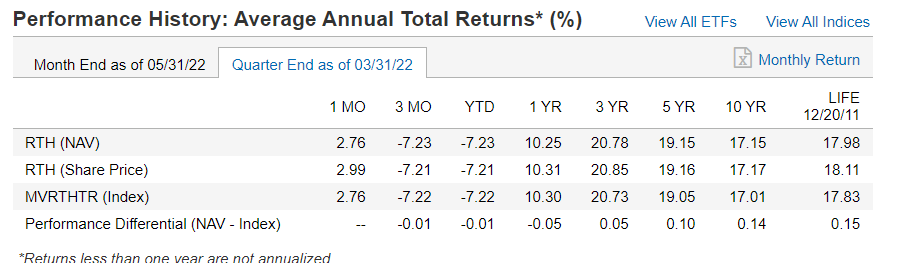 Performance History: Average Annual Total Returns* (%)
View All ETFs View All Indices
Month End as of 05/31/22 Quarter End as of 03/31/22 Monthly Return
1 MO 3 MO YTD 1 YR 3 YR 5 YR 10 YR LIFE 12/20/11
RTH (NAV) 2.76 -7.23 -7.23 10.25 20.78 19.15 17.15 17.98
RTH (Share Price) 2.99 -7.21 -7.21 10.31 20.85 19.16 17.17 18.11
MVRTHTR (Index) 2.76 -7.22 -7.22 10.30 20.73 19.05 17.01 17.83
Performance Differential (NAV - Index) -- -0.01 -0.01 -0.05 0.05 0.10 0.14 0.15
*Returns less than one year are not annualized